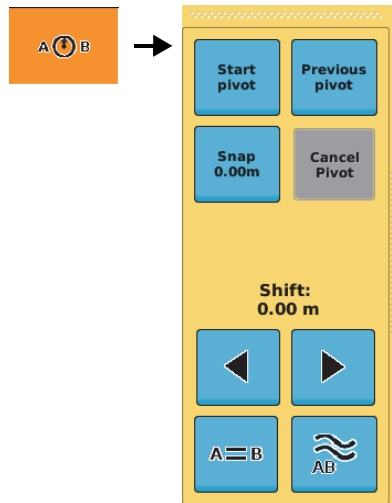 A B
Start
pivot
Previous
pivot
Snap
0.00m
Cancel
Pivot
Shift:
0.00 m
A B
AB